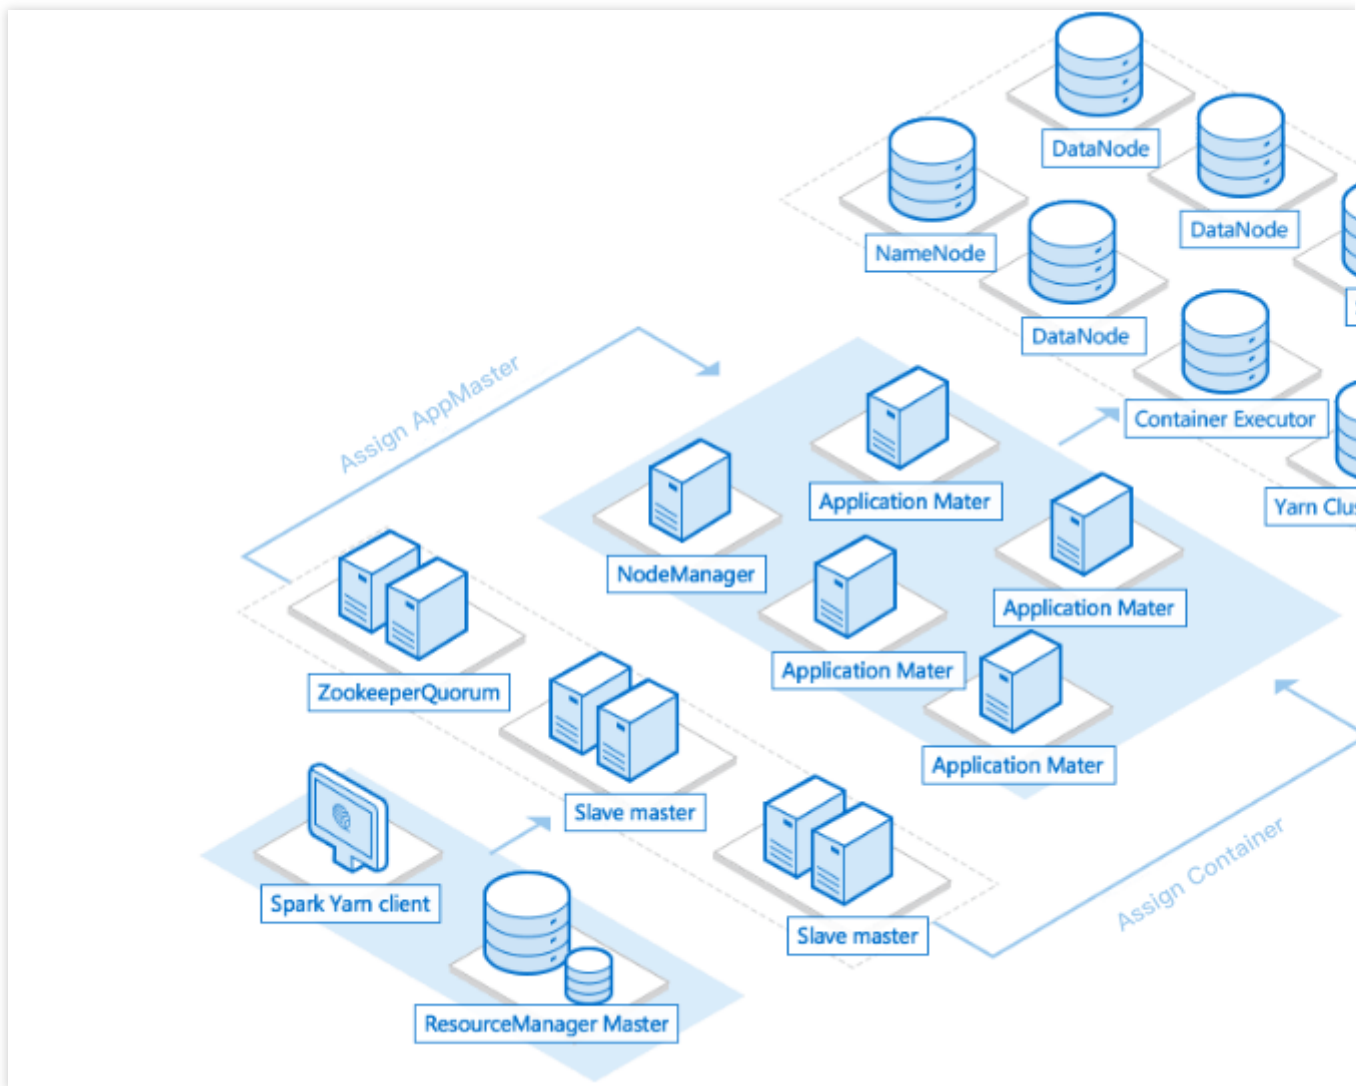 DataNode
DataNode
NameNode
DataNode
Container Executor
Assign AppMaster
Application Mater
Yarn
NodeManager
Application Mater
Application Mater
ZookeeperQuorum
Application Mater
Slave master
Assign Container
Spark Yarn client
Slave master
ResourceManager Master